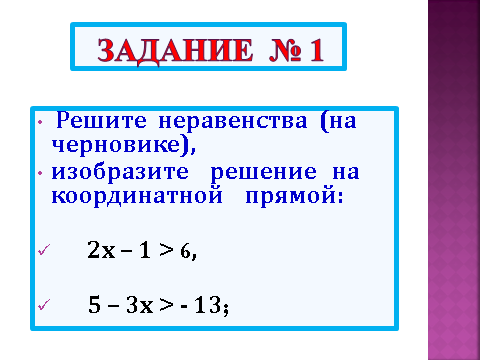 ЗАДАНИЕ № 1
• Решите неравенства (на
черновике),
• изобразите решение на
координатной прямой:
✓ 2х – 1 > 6,
✓ 5 – 3х > - 13;